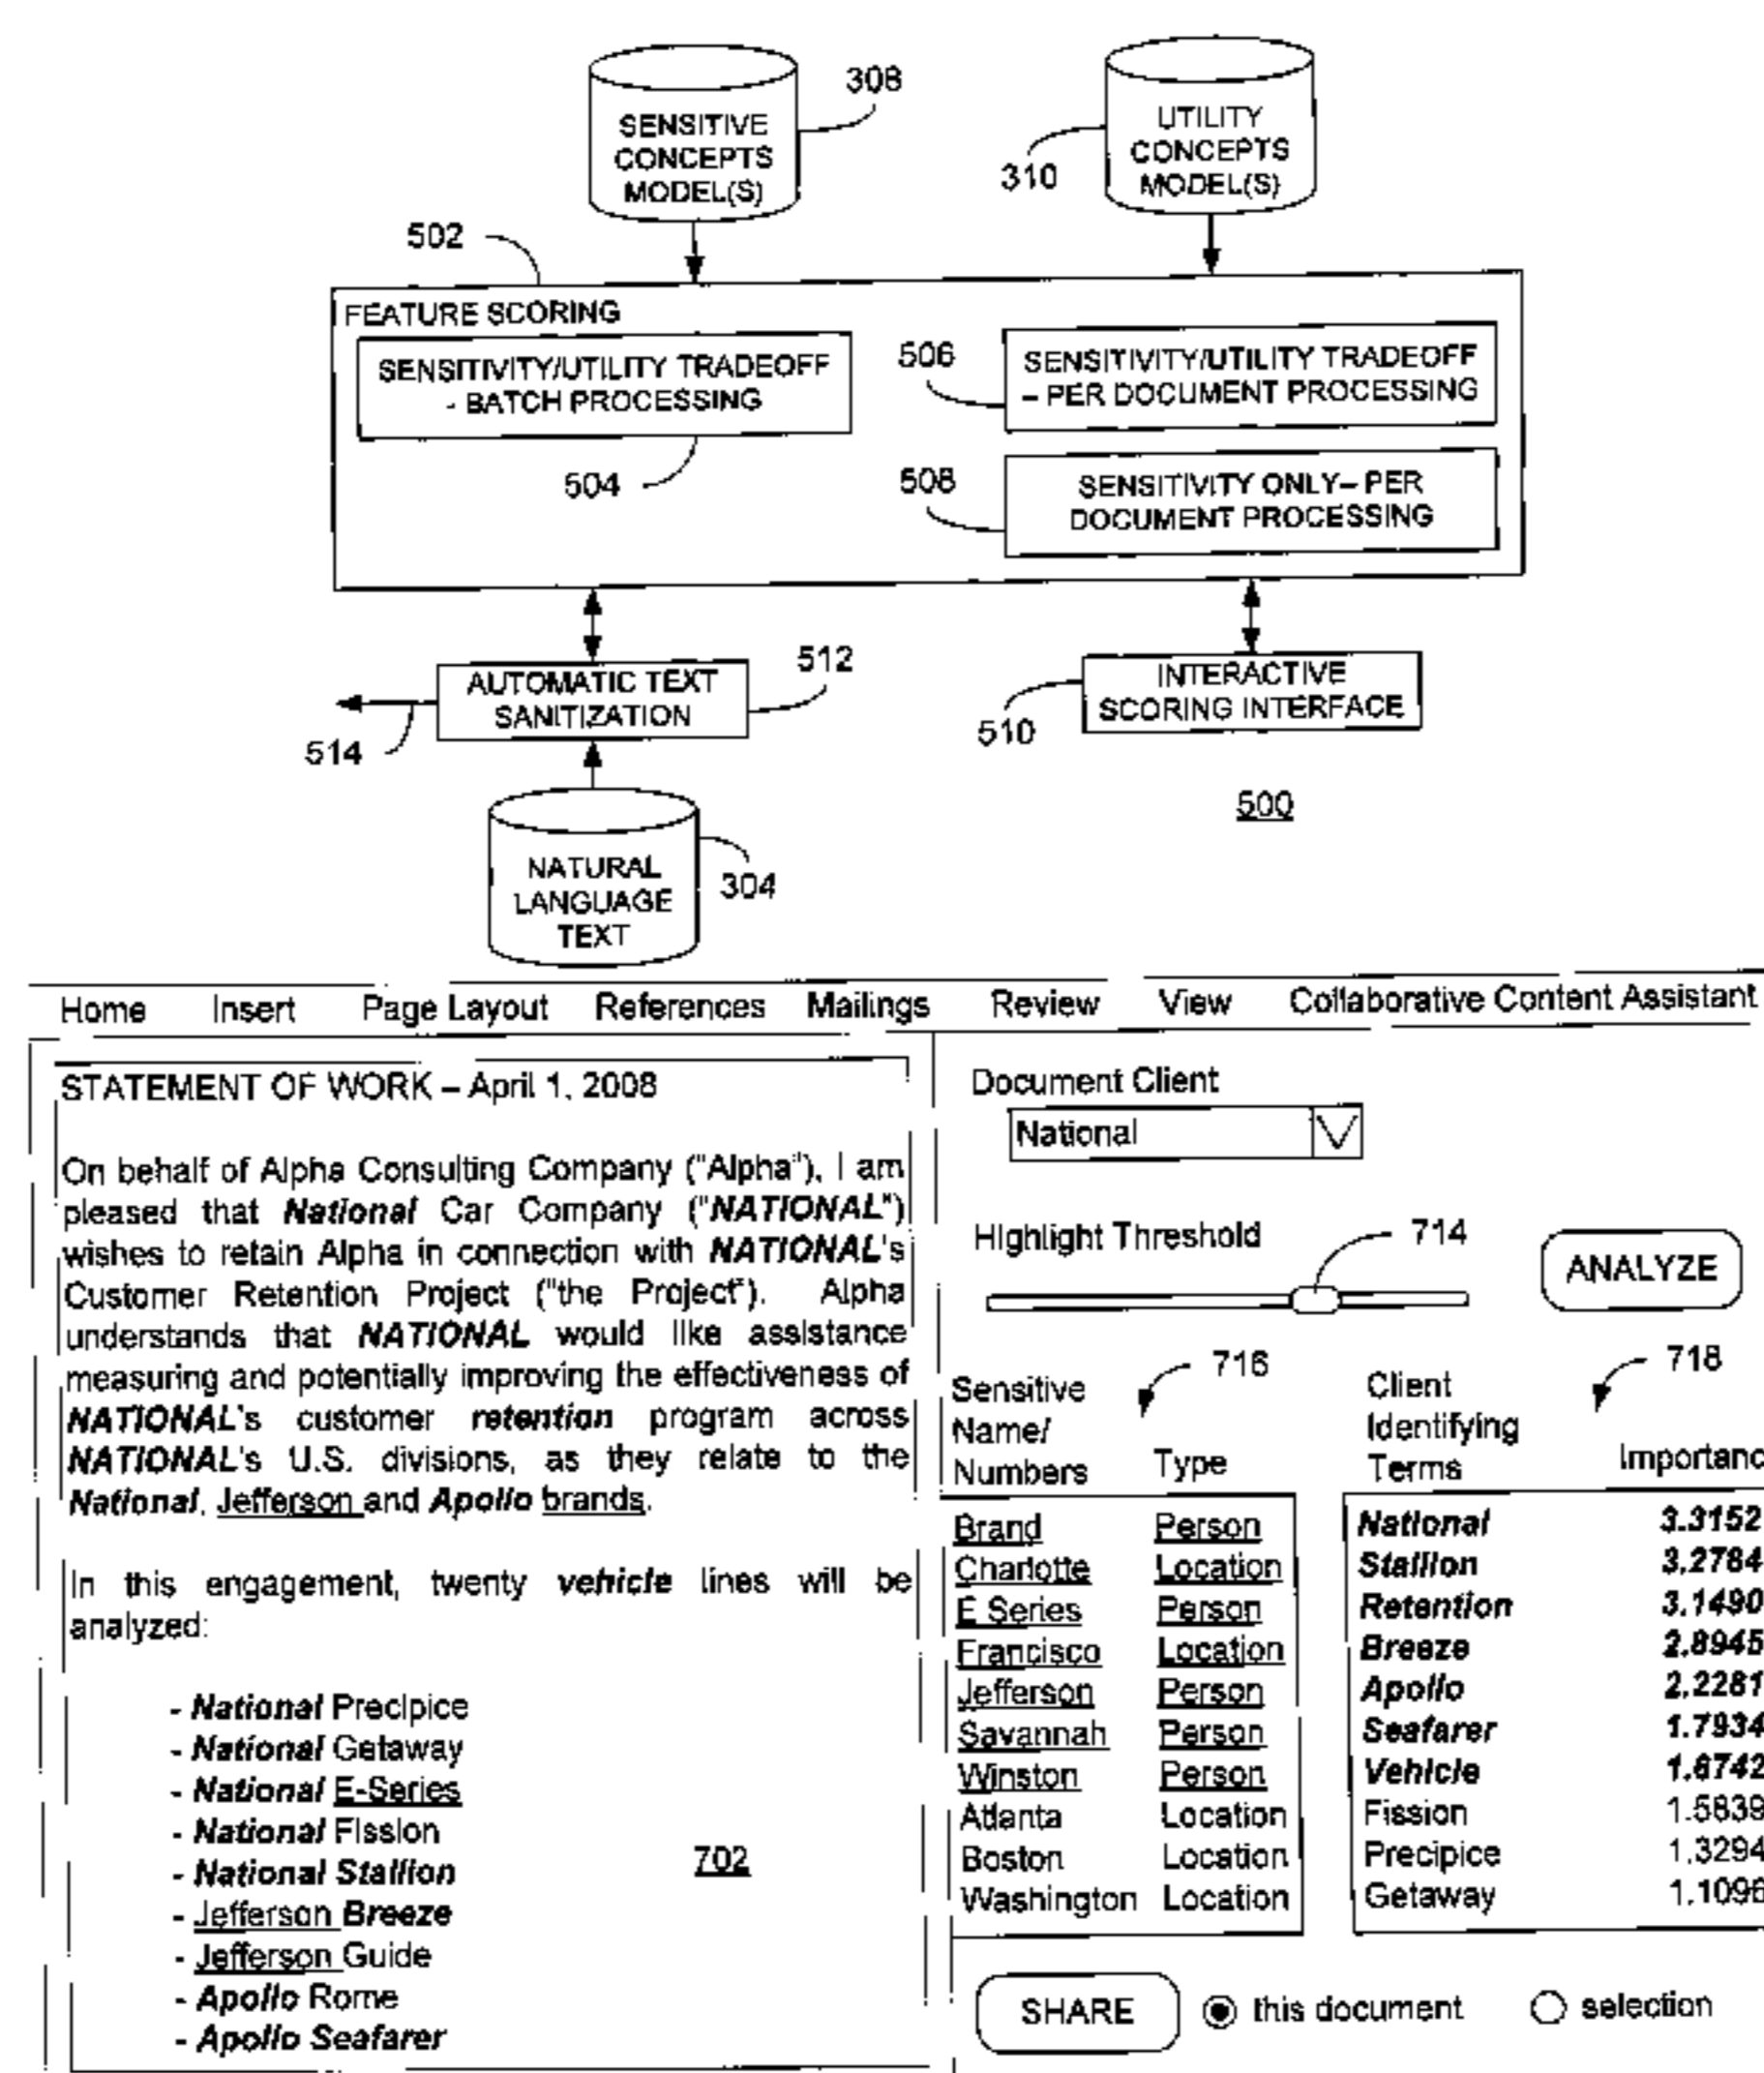 SENSITIVE
CONCEPTS
MODEL(S)
308
UTILITY
CONCEPTS
MODEL(S)
310
502
FEATURE SCORING
SENSITIVITY/UTILITY TRADEOFF
- BATCH PROCESSING
504
506
SENSITIVITY/UTILITY TRADEOFF
– PER DOCUMENT PROCESSING
508
SENSITIVITY ONLY– PER
DOCUMENT PROCESSING
AUTOMATIC TEXT
SANITIZATION
512
514
INTERACTIVE
SCORING INTERFACE
510
500
NATURAL
LANGUAGE
TEXT
304
Home Insert Page Layout References Mailings Review View Collaborative Content Assistant
STATEMENT OF WORK – April 1, 2008
On behalf of Alpha Consulting Company ("Alpha"), I am
pleased that National Car Company ("NATIONAL")
wishes to retain Alpha in connection with NATIONAL's
Customer Retention Project ("the Project"). Alpha
understands that NATIONAL would like assistance
measuring and potentially improving the effectiveness of
NATIONAL's customer retention program across
NATIONAL's U.S. divisions, as they relate to the
National, Jefferson and Apollo brands.
In this engagement, twenty vehicle lines will be
analyzed:
- National Precipice
- National Getaway
- National E-Series
- National Fission
- National Stallion
- Jefferson Breeze
- Jefferson Guide
- Apollo Rome
- Apollo Seafarer
702
Document Client
National
Highlight Threshold
714
ANALYZE
716
Sensitive
Name/
Numbers Type
Brand Person
Charlotte Location
E Series Person
Francisco Location
Jefferson Person
Savannah Person
Winston Person
Atlanta Location
Boston Location
Washington Location
718
Client
Identifying
Terms Importanc
National 3.3152
Stallion 3.2784
Retention 3.1490
Breeze 2.8945
Apollo 2.2281
Seafarer 1.7934
Vehicle 1.6742
Fission 1.5839
Precipice 1.3294
Getaway 1.1096
SHARE this document selection